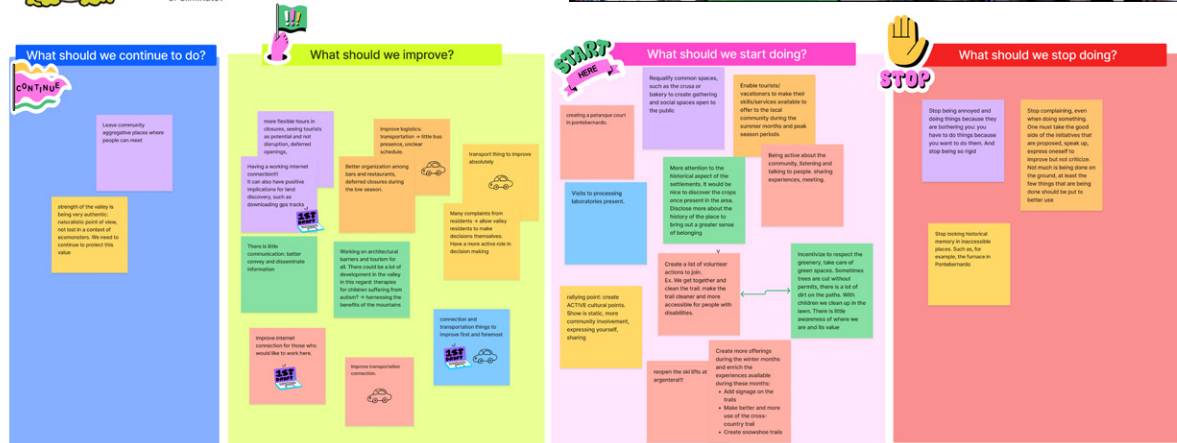 or eliminate?
What should we continue to do?
CONTINUE
Leave community
aggregative places where
people can meet
strength of the valley is
being very authentic:
naturalistic point of view,
not lost in a context of
ecomonsters. We need to
continue to protect this
value
!!!
What should we improve?
more flexible hours in
closures, seeing tourists
as potential and not
disruption, deferred
openings,
Improve logistics:
transportation → little bus
presence, unclear
schedule.
transport thing to improve
absolutely
Having a working internet
connection!!!
It can also have positive
implications for land
discovery, such as
downloading gps tracks
1ST
DRAFT
Better organization among
bars and restaurants,
deferred closures during
the low season.
Many complaints from
residents → allow valley
residents to make
decisions themselves.
Have a more active role in
decision making
There is little
communication: better
convey and disseminate
information
Working on architectural
barriers and tourism for
all. There could be a lot of
development in the valley
in this regard: therapies
for children suffering from
autism? → harnessing the
benefits of the mountains
connection and
transportation things to
improve first and foremost
1ST
DRAFT
Improve internet
connection for those who
would like to work here.
1ST
DRAFT
Improve transportation
connection.
START
HERE
What should we start doing?
creating a petanque court
in pontebernardo.
Requalify common spaces,
such as the crusa or
bakery to create gathering
and social spaces open to
the public
Enable tourists/
vacationers to make their
skills/services available to
offer to the local
community during the
summer months and peak
season periods
Visits to processing
laboratories present.
More attention to the
historical aspect of the
settlements. It would be
nice to discover the crops
once present in the area.
Disclose more about the
history of the place to
bring out a greater sense
of belonging
Being active about the
community, listening and
talking to people. sharing
experiences, meeting.
v
Create a list of volunteer
actions to join.
Ex. We get together and
clean the trail. make the
trail cleaner and more
accessible for people with
disabilities.
Incentivize to respect the
greenery, take care of
green spaces. Sometimes
trees are cut without
permits, there is a lot of
dirt on the paths. With
children we clean up in the
lawn. There is little
awareness of where we
are and its value
rallying point: create
ACTIVE cultural points.
Show is static, more
community involvement,
expressing yourself,
sharing
reopen the ski lifts at
argentera!!!
Create more offerings
during the winter months
and enrich the
experiences available
during these months:
• Add signage on the
trails
• Make better and more
use of the cross-
country trail
• Create snowshoe trails
STOP
What should we stop doing?
Stop being annoyed and
doing things because they
are bothering you: you
have to do things because
you want to do them. And
stop being so rigid
Stop complaining, even
when doing something.
One must take the good
side of the initiatives that
are proposed, speak up,
express oneself to
improve but not criticize.
Not much is being done on
the ground, at least the
few things that are being
done should be put to
better use
Stop locking historical
memory in inaccessible
places. Such as, for
example, the furnace in
Pontebernardo